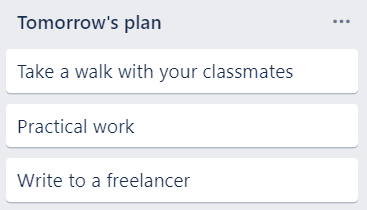 Tomorrow's plan
Take a walk with your classmates
Practical work
Write to a freelancer